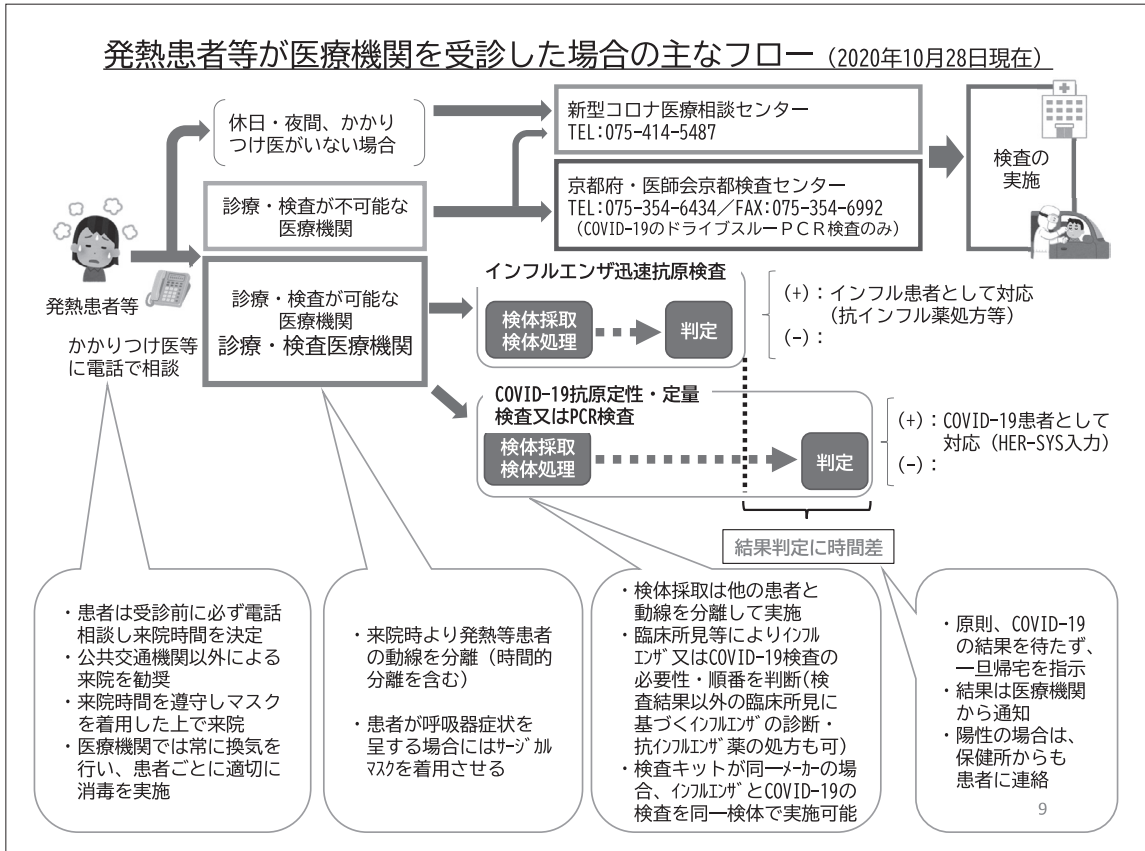 発熱患者等が医療機関を受診した場合の主なフロー（2020年10月28日現在）
休日・夜間、かかり
つけ医がいない場合
新型コロナ医療相談センター
TEL：075-414-5487
診療・検査が不可能な
医療機関
京都府・医師会京都検査センター
TEL：075-354-6434／FAX：075-354-6992
（COVID-19のドライブスルーＰＣＲ検査のみ）
検査の
実施
発熱患者等
かかりつけ医等
に電話で相談
診療・検査が可能な
医療機関
診療・検査医療機関
インフルエンザ迅速抗原検査
検体採取
検体処理
判定
(+)：インフル患者として対応
（抗インフル薬処方等）
(-)：
COVID-19抗原定性・定量
検査又はPCR検査
検体採取
検体処理
判定
(+)：COVID-19患者として
対応（HER-SYS入力）
(-)：
結果判定に時間差
・患者は受診前に必ず電話
相談し来院時間を決定
・公共交通機関以外による
来院を勧奨
・来院時間を遵守しマスク
を着用した上で来院
・医療機関では常に換気を
行い、患者ごとに適切に
消毒を実施
・来院時より発熱等患者
の動線を分離（時間的
分離を含む）
・患者が呼吸器症状を
呈する場合にはｻｰｼﾞｶﾙ
ﾏｽｸを着用させる
・検体採取は他の患者と
動線を分離して実施
・臨床所見等によりｲﾝﾌﾙ
ｴﾝｻﾞ又はCOVID-19検査の
必要性・順番を判断(検
査結果以外の臨床所見に
基づくｲﾝﾌﾙｴﾝｻﾞの診断・
抗ｲﾝﾌﾙｴﾝｻﾞ薬の処方も可)
・検査キットが同一ﾒｰｶｰの場
合、ｲﾝﾌﾙｴﾝｻﾞとCOVID-19の
検査を同一検体で実施可能
・原則、COVID-19
の結果を待たず、
一旦帰宅を指示
・結果は医療機関
から通知
・陽性の場合は、
保健所からも
患者に連絡
9